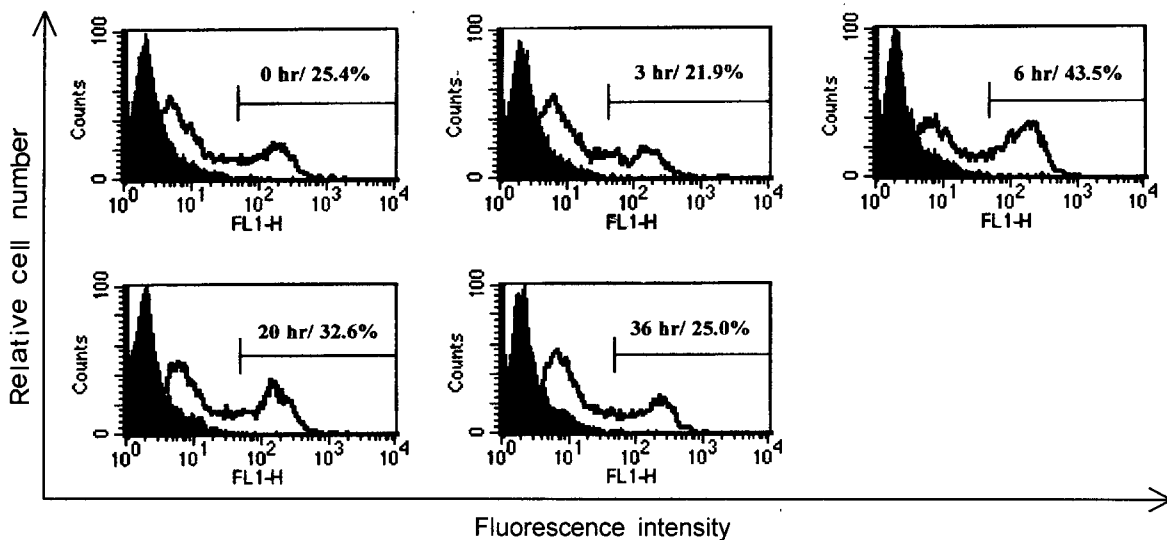 Relative cell number
100
Counts
0
0 hr/ 25.4%
10^0 10^1 10^2 10^3 10^4
FL1-H
100
Counts-
0
3 hr/ 21.9%
10^0 10^1 10^2 10^3 10^4
FL1-H
100
Counts
0
6 hr/ 43.5%
10^0 10^1 10^2 10^3 10^4
FL1-H
100
Counts
0
20 hr/ 32.6%
10^0 10^1 10^2 10^3 10^4
FL1-H
100
Counts
0
36 hr/ 25.0%
10^0 10^1 10^2 10^3 10^4
FL1-H
Fluorescence intensity